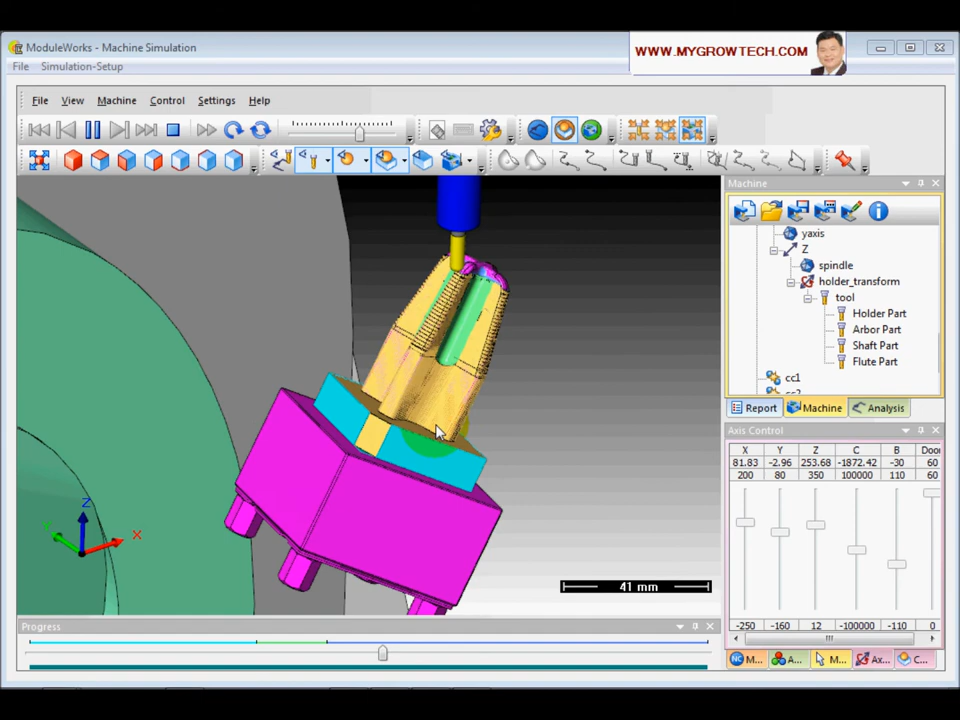 ModuleWorks - Machine Simulation
WWW.MYGROWTECH.COM
File Simulation-Setup
File View Machine Control Settings Help
Machine
yaxis
Z
spindle
holder_transform
tool
Holder Part
Arbor Part
Shaft Part
Flute Part
cc1
Report Machine Analysis
Axis Control
X Y Z C B Door
81.83 -2.96 253.68 -1872.42 -30 60
200 80 350 100000 110 60
-250 -160 12 -100000 -110 0
NC M... A... M... Ax... C...
Z
X
41 mm
Progress